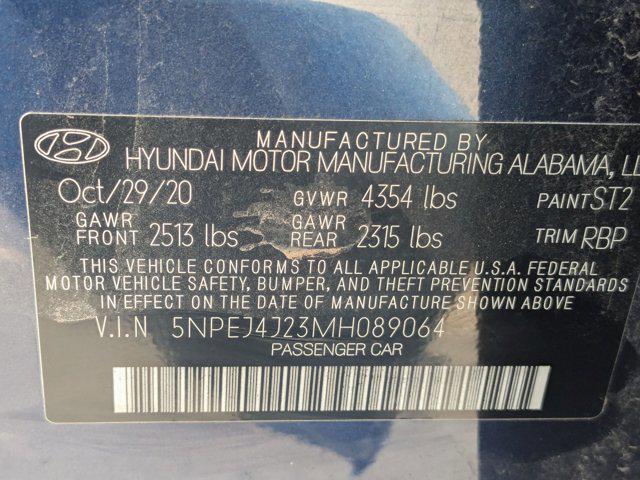 MANUFACTURED BY
HYUNDAI MOTOR MANUFACTURING ALABAMA, LL
Oct/29/20 GVWR 4354 lbs PAINT ST2
GAWR FRONT 2513 lbs GAWR REAR 2315 lbs TRIM RBP
THIS VEHICLE CONFORMS TO ALL APPLICABLE U.S.A. FEDERAL
MOTOR VEHICLE SAFETY, BUMPER, AND THEFT PREVENTION STANDARDS
IN EFFECT ON THE DATE OF MANUFACTURE SHOWN ABOVE
V.I.N 5NPEJ4J23MH089064
PASSENGER CAR